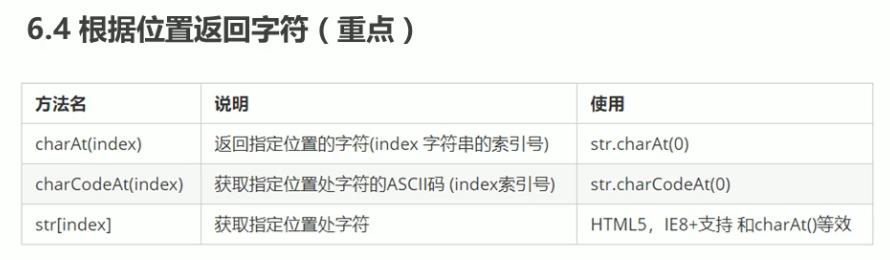 6.4 根据位置返回字符（重点）
方法名 说明 使用
charAt(index) 返回指定位置的字符(index 字符串的索引号) str.charAt(0)
charCodeAt(index) 获取指定位置处字符的ASCII码 (index索引号) str.charCodeAt(0)
str[index] 获取指定位置处字符 HTML5，IE8+支持 和charAt()等效